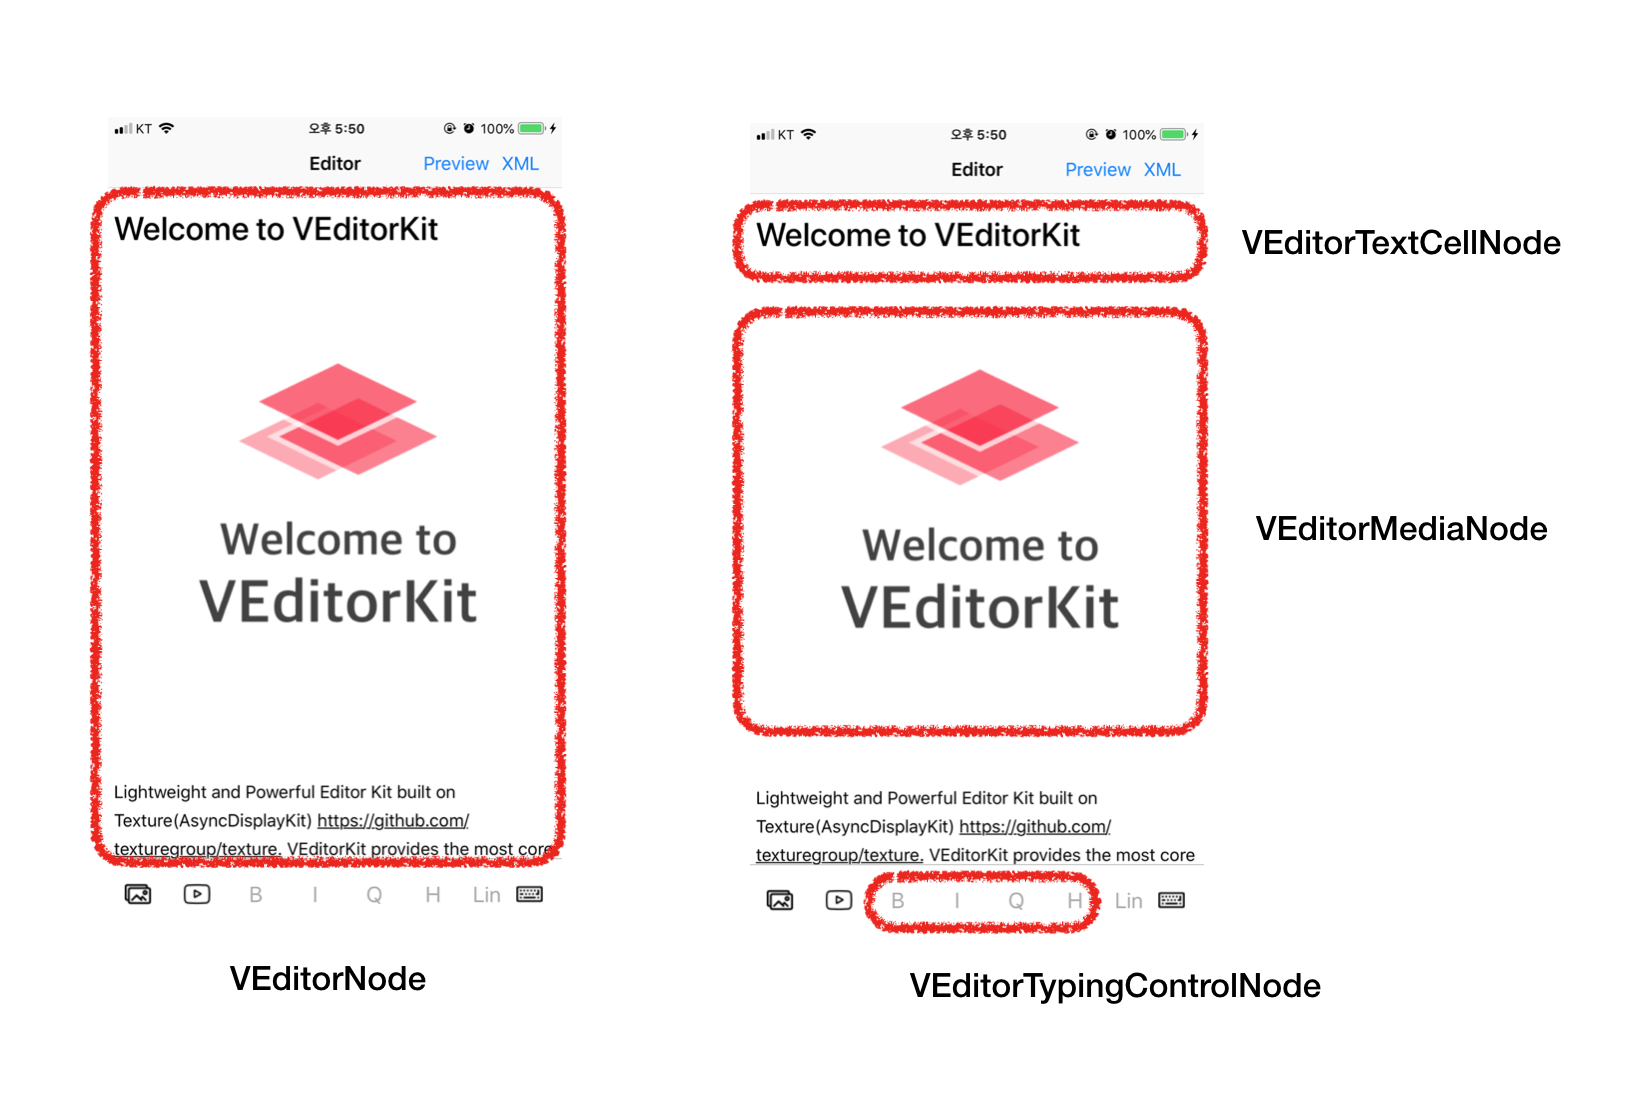 KT 오후 5:50 100%
Editor Preview XML
Welcome to VEditorKit
Welcome to
VEditorKit
Lightweight and Powerful Editor Kit built on
Texture(AsyncDisplayKit) https://github.com/
texturegroup/texture. VEditorKit provides the most core
B I Q H Lin
VEditorNode
KT 오후 5:50 100%
Editor Preview XML
Welcome to VEditorKit
VEditorTextCellNode
Welcome to
VEditorKit
VEditorMediaNode
Lightweight and Powerful Editor Kit built on
Texture(AsyncDisplayKit) https://github.com/
texturegroup/texture. VEditorKit provides the most core
B I Q H Lin
VEditorTypingControlNode